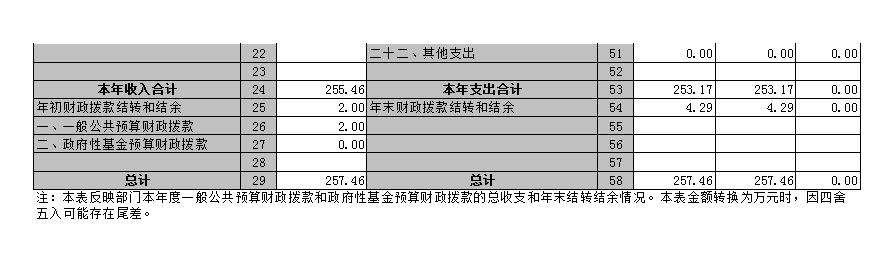 22 二十二、其他支出 51 0.00 0.00 0.00
23 52
本年收入合计 24 255.46 本年支出合计 53 253.17 253.17 0.00
年初财政拨款结转和结余 25 2.00 年末财政拨款结转和结余 54 4.29 4.29 0.00
一、一般公共预算财政拨款 26 2.00 55
二、政府性基金预算财政拨款 27 0.00 56
28 57
总计 29 257.46 总计 58 257.46 257.46 0.00
注：本表反映部门本年度一般公共预算财政拨款和政府性基金预算财政拨款的总收支和年末结转结余情况。本表金额转换为万元时，因四舍
五入可能存在尾差。